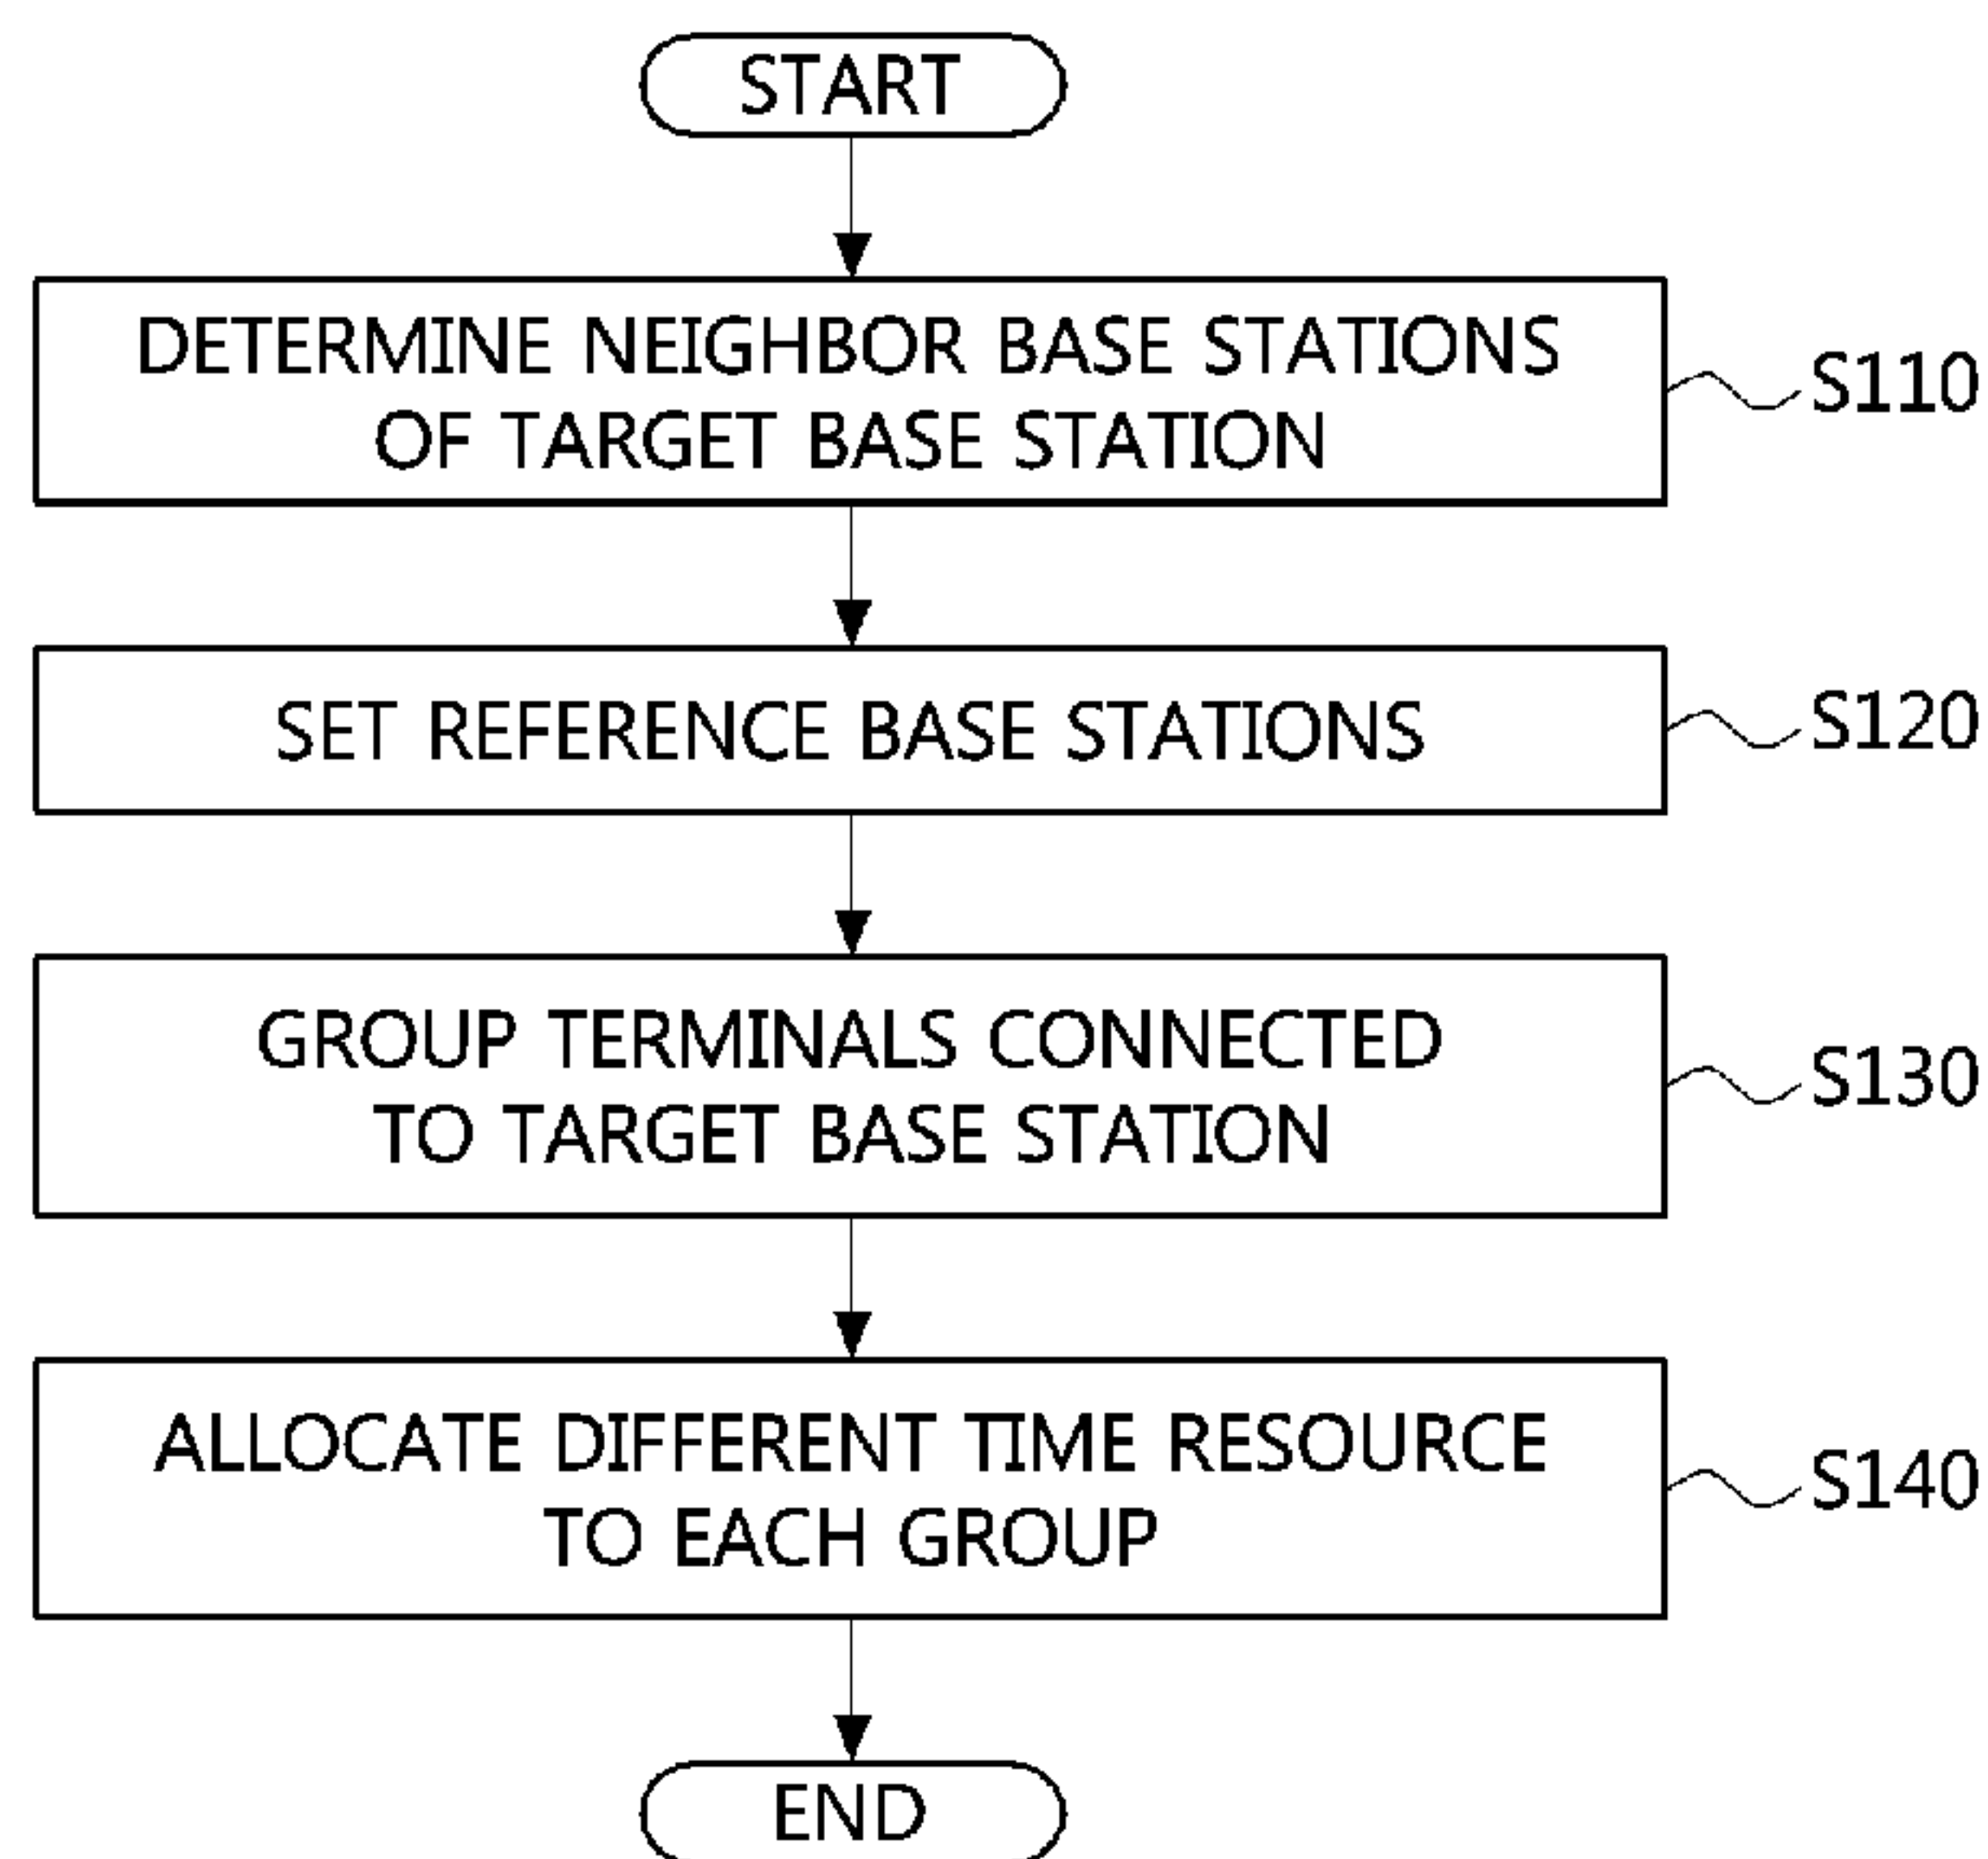 START
DETERMINE NEIGHBOR BASE STATIONS
OF TARGET BASE STATION
S110
SET REFERENCE BASE STATIONS
S120
GROUP TERMINALS CONNECTED
TO TARGET BASE STATION
S130
ALLOCATE DIFFERENT TIME RESOURCE
TO EACH GROUP
S140
END